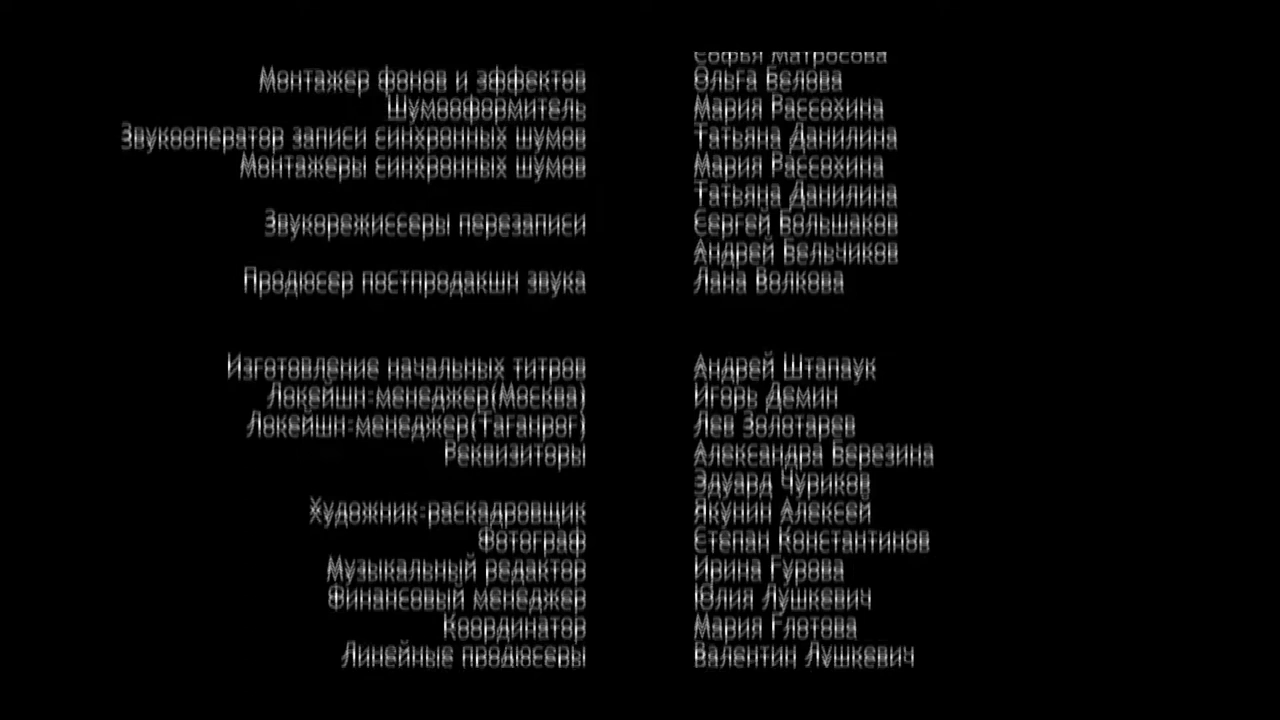 Софья Матросова
Монтажер фонов и эффектов Ольга Белова
Шумооформитель Мария Рассохина
Звукооператор записи синхронных шумов Татьяна Данилина
Монтажеры синхронных шумов Мария Рассохина
Татьяна Данилина
Звукорежиссеры перезаписи Сергей Большаков
Андрей Бельчиков
Продюсер постпродакшн звука Лана Волкова
Изготовление начальных титров Андрей Штапаук
Локейшн-менеджер(Москва) Игорь Демин
Локейшн-менеджер(Таганрог) Лев Золотарев
Реквизиторы Александра Березина
Эдуард Чуриков
Художник-раскадровщик Якунин Алексей
Фотограф Степан Константинов
Музыкальный редактор Ирина Гурова
Финансовый менеджер Юлия Лушкевич
Координатор Мария Глотова
Линейные продюсеры Валентин Лушкевич